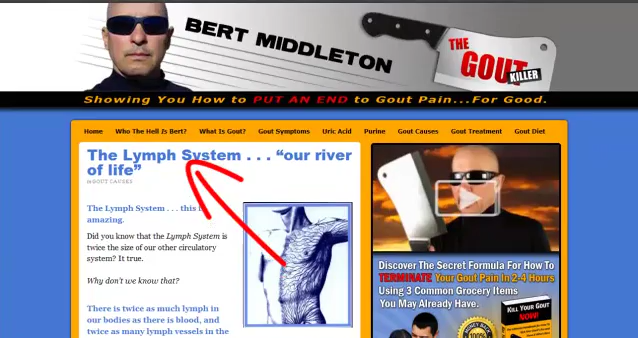 BERT MIDDLETON
THE
GOUT
KILLER
Showing You How to PUT AN END to Gout Pain...For Good.
Home Who The Hell Is Bert? What Is Gout? Gout Symptoms Uric Acid Purine Gout Causes Gout Treatment Gout Diet
The Lymph System . . . “our river
of life”
in GOUT CAUSES
The Lymph System . . . this is
amazing.
Did you know that the Lymph System is
twice the size of our other circulatory
system? It true.
Why don't we know that?
There is twice as much lymph in
our bodies as there is blood, and
twice as many lymph vessels in the
Discover The Secret Formula For How To
TERMINATE Your Gout Pain In 2-4 Hours
Using 3 Common Grocery Items
You May Already Have.
MONEY BACK
100%
KILL YOUR GOUT
NOW!